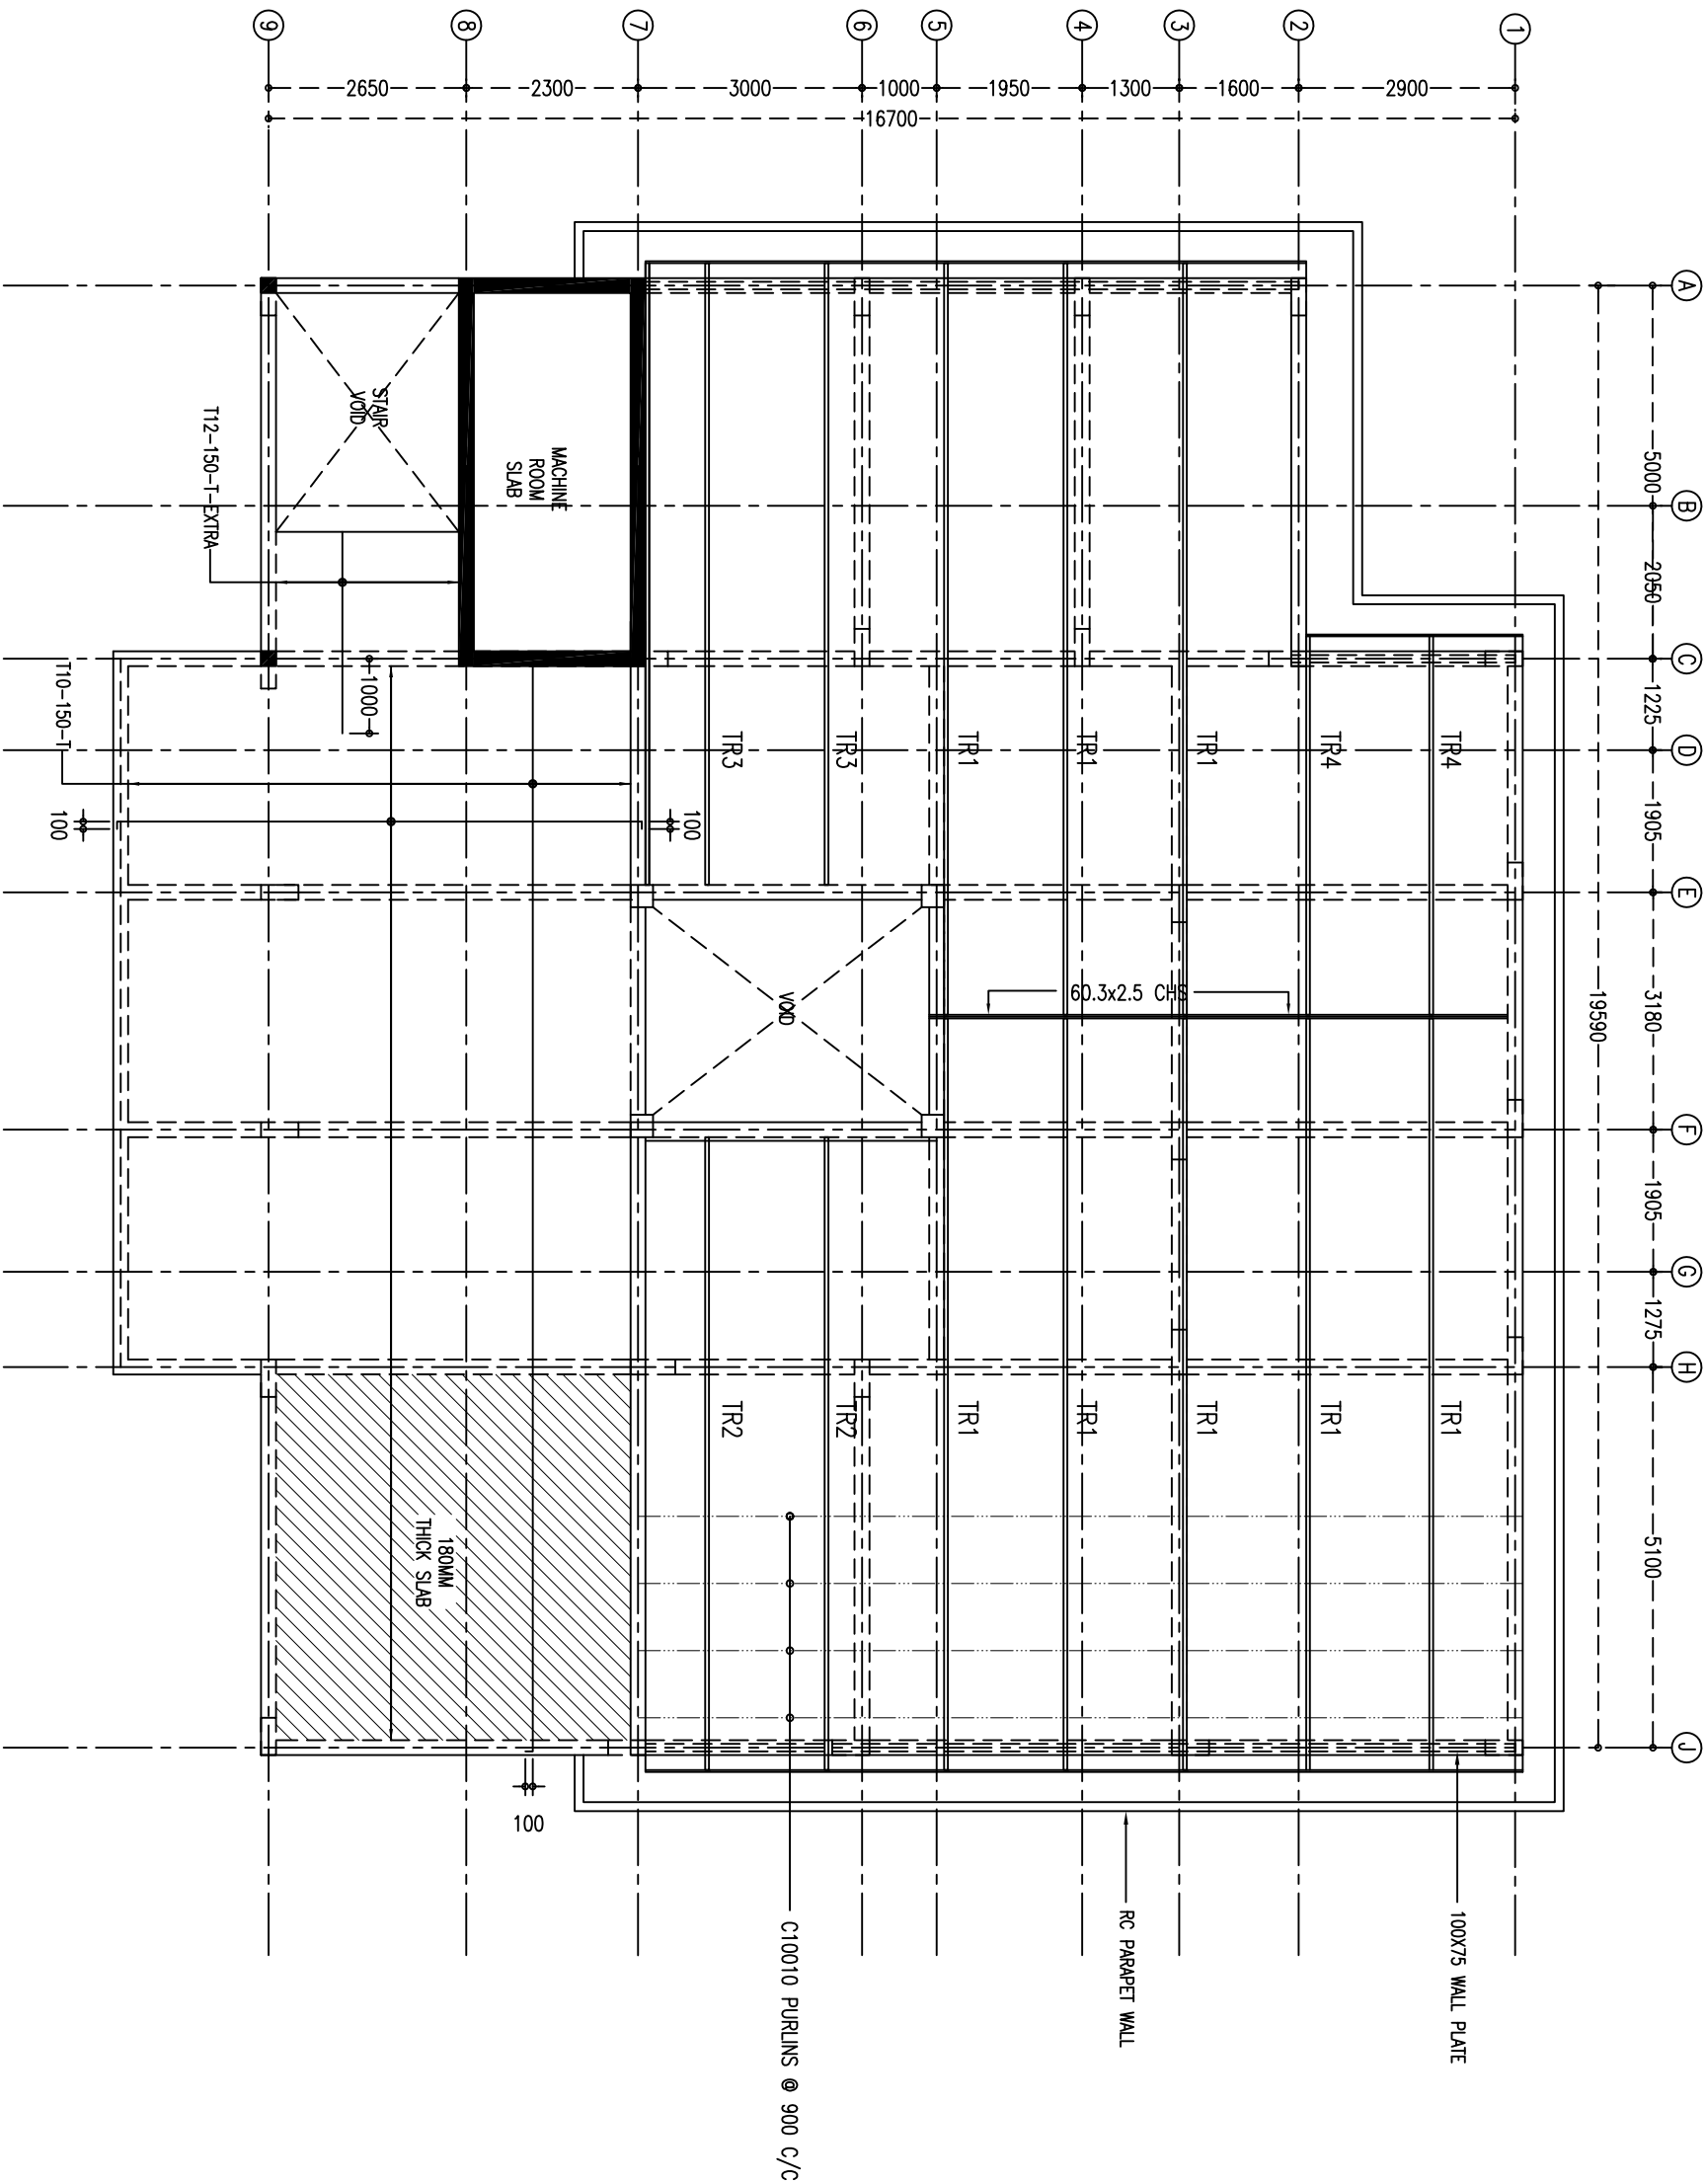 A
B
C
D
E
F
G
H
J
5000
2050
1225
1905
3180
1905
1275
5100
19590
1
2
3
4
5
6
7
8
9
2900
1600
1300
1950
1000
3000
2300
2650
16700
TR4
TR1
TR4
TR1
TR1
TR1
TR1
TR1
TR1
TR1
TR3
TR2
TR3
TR2
60.3x2.5 CHS
VOID
100X75 WALL PLATE
RC PARAPET WALL
C10010 PURLINS @ 900 C/C
MACHINE
ROOM
SLAB
STAIR
VOID
T12-150-T-EXTRA
1000
T10-150-T
100
100
100
180MM
THICK SLAB